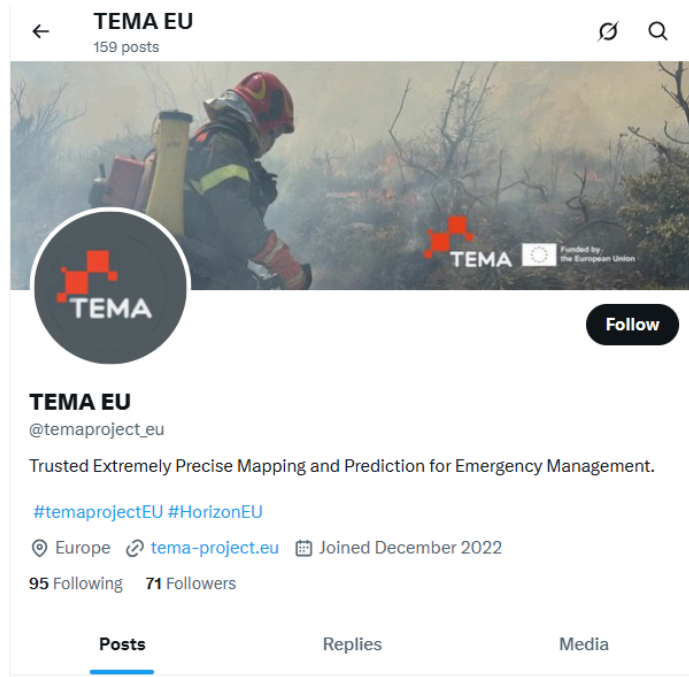 TEMA EU
159 posts
TEMA
Funded by
the European Union
TEMA
Follow
TEMA EU
@temaproject_eu
Trusted Extremely Precise Mapping and Prediction for Emergency Management.
#temaprojectEU #HorizonEU
Europe tema-project.eu Joined December 2022
95 Following 71 Followers
Posts Replies Media